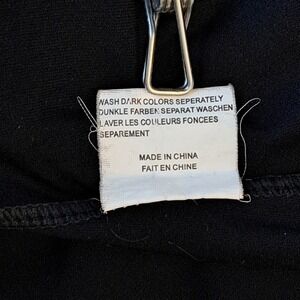 WASH DARK COLORS SEPERATELY
DUNKLE FARBEN SEPARAT WASCHEN
LAVER LES COULEURS FONCEES
SEPAREMENT
MADE IN CHINA
FAIT EN CHINE